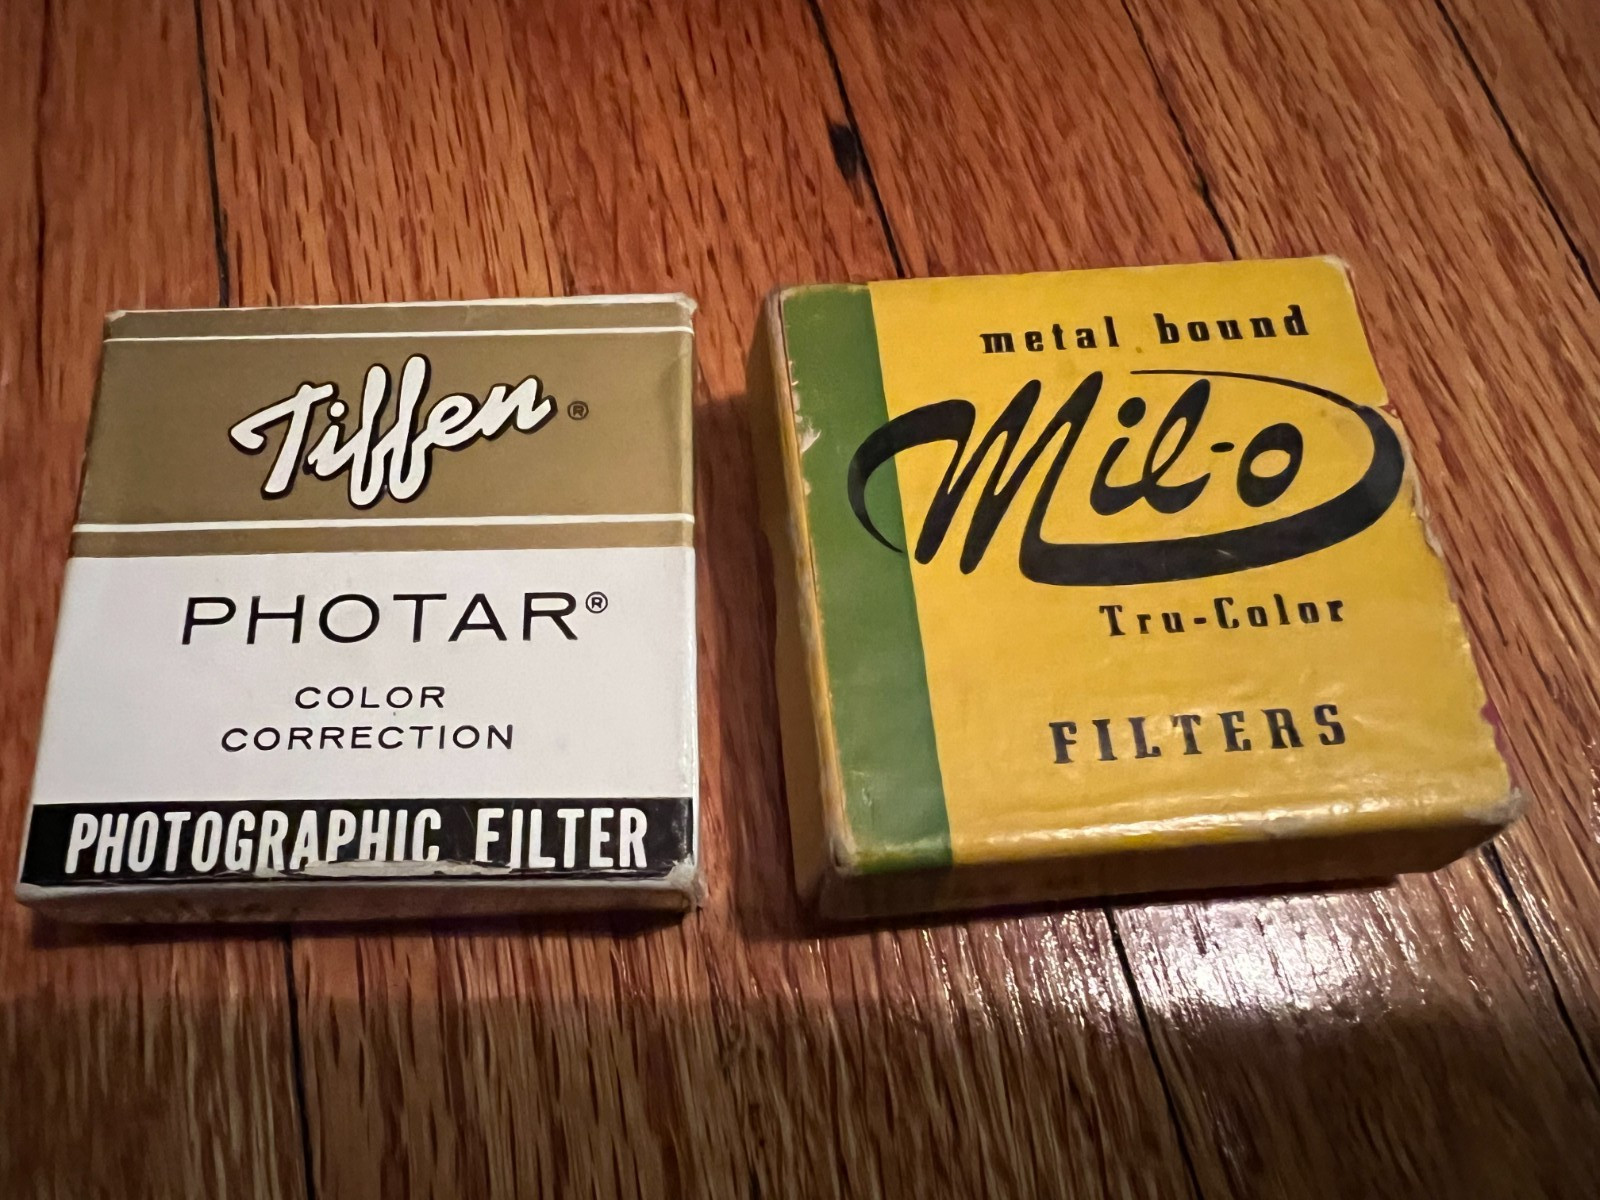 Tiffen®
PHOTAR®
COLOR
CORRECTION
PHOTOGRAPHIC FILTER
metal bound
Mil-o
Tru-Color
FILTERS